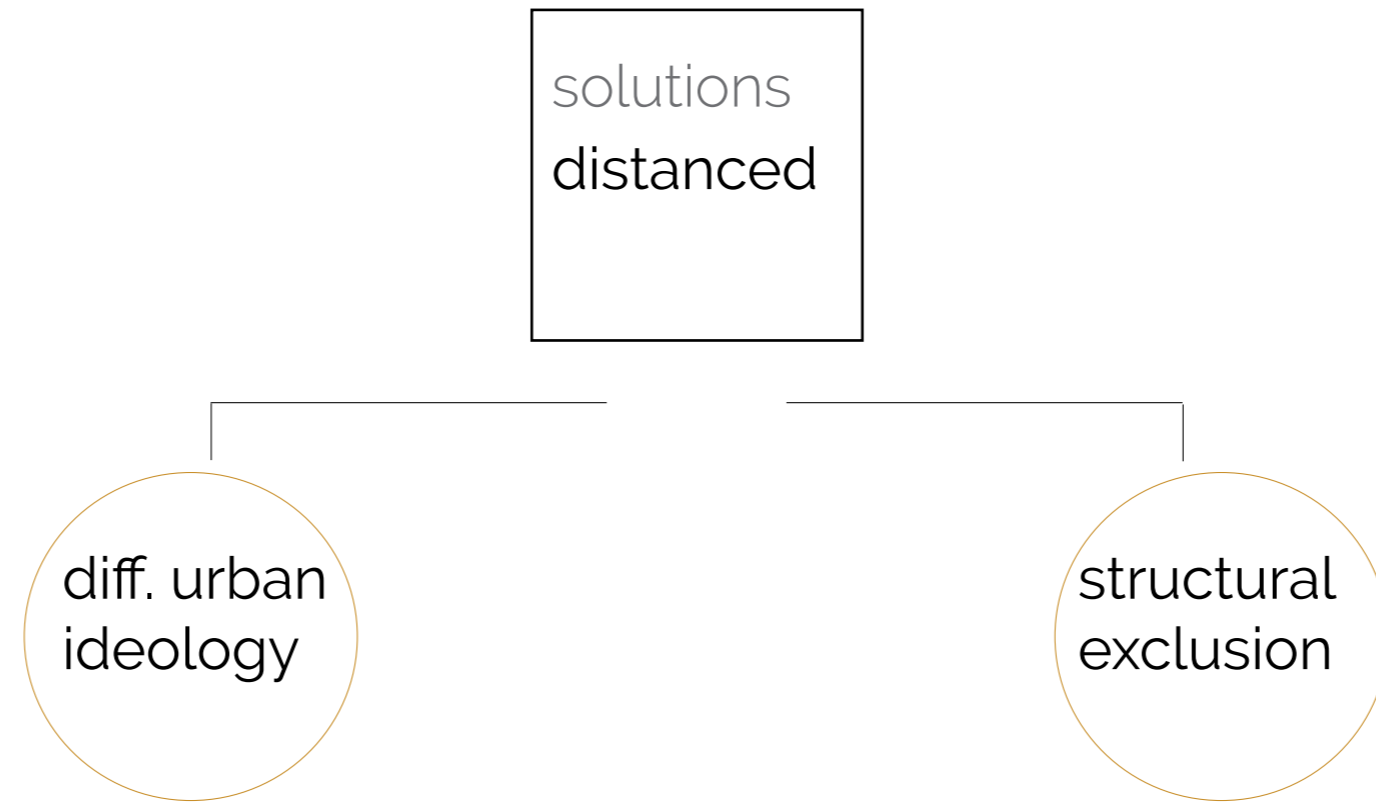 solutions
distanced
diff. urban
ideology
structural
exclusion